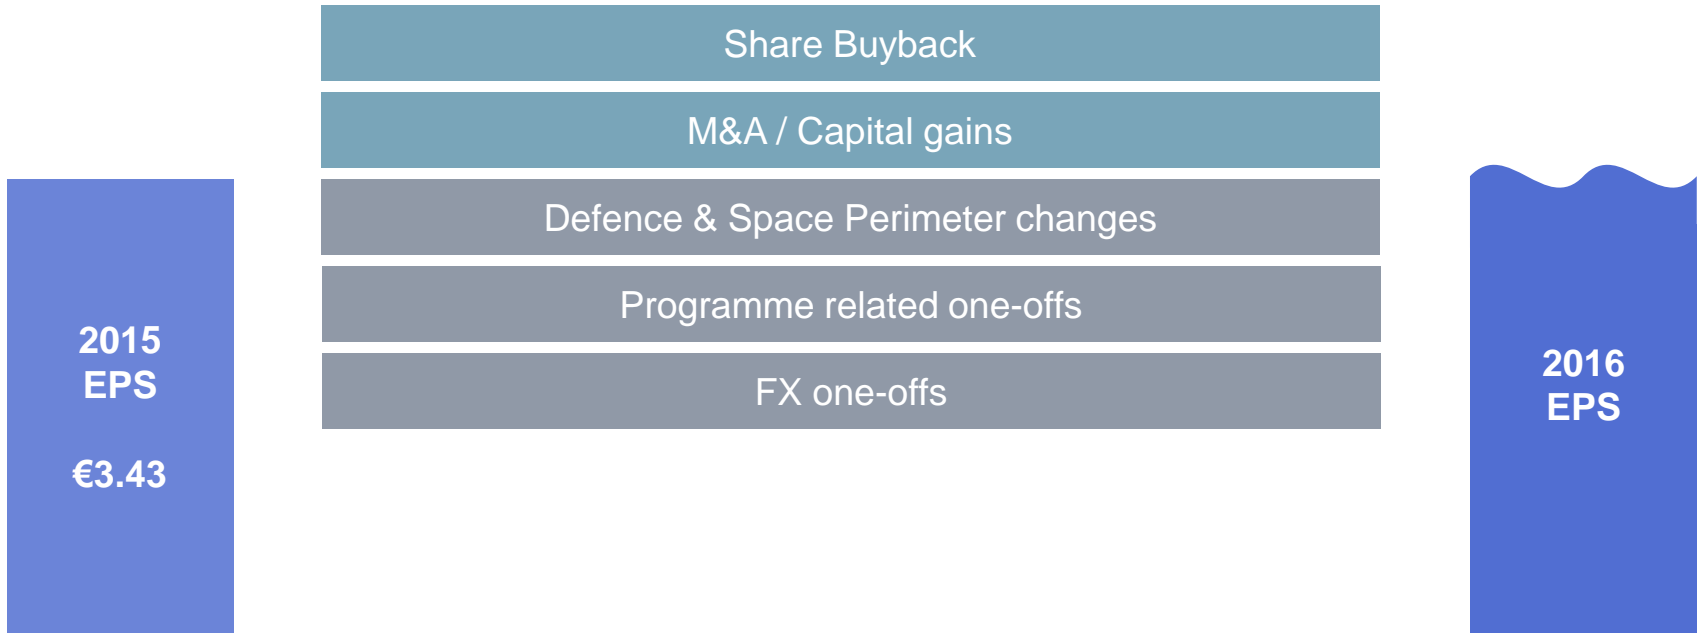 Share Buyback
M&A / Capital gains
Defence & Space Perimeter changes
Programme related one-offs
FX one-offs
2015
EPS
€3.43
2016
EPS